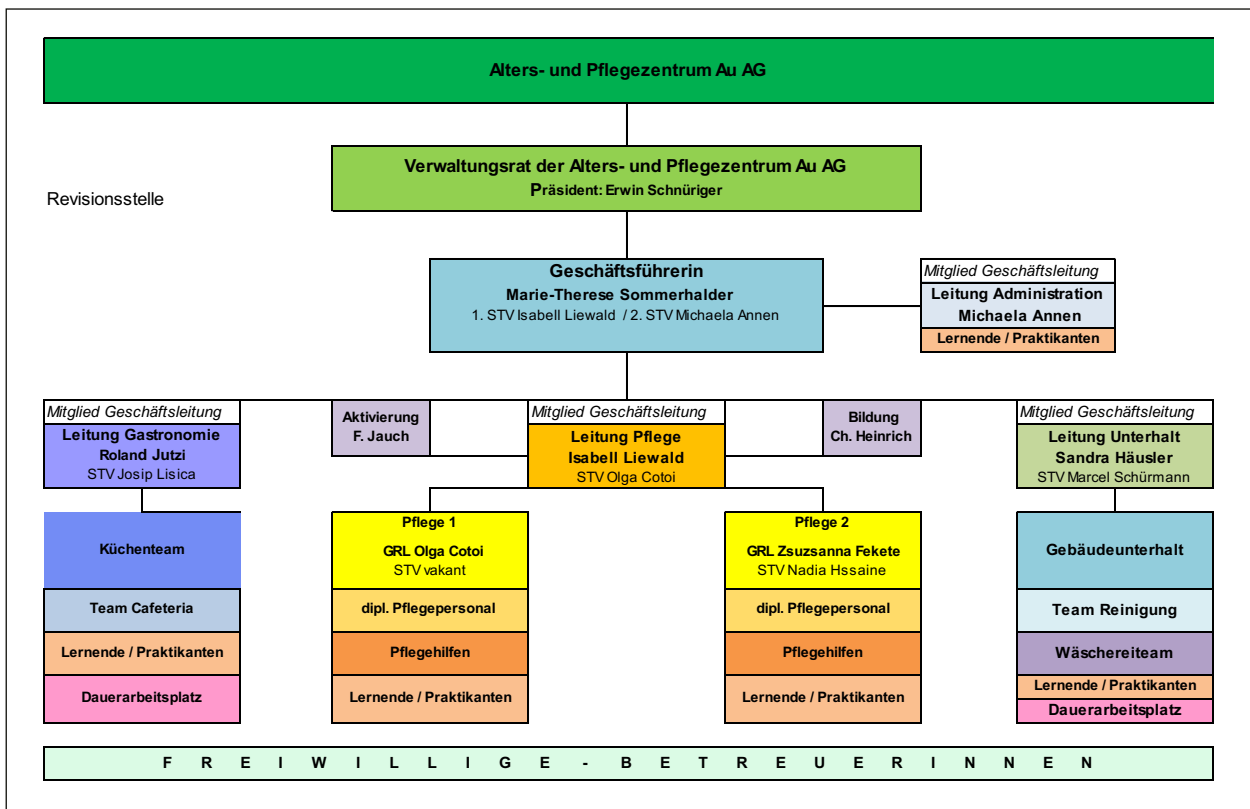 Alters- und Pflegezentrum Au AG
Verwaltungsrat der Alters- und Pflegezentrum Au AG
Präsident: Erwin Schnüriger
Revisionsstelle
Geschäftsführerin
Marie-Therese Sommerhalder
1. STV Isabell Liewald / 2. STV Michaela Annen
Mitglied Geschäftsleitung
Leitung Administration
Michaela Annen
Lernende / Praktikanten
Mitglied Geschäftsleitung
Leitung Gastronomie
Roland Jutzi
STV Josip Lisica
Aktivierung
F. Jauch
Mitglied Geschäftsleitung
Leitung Pflege
Isabell Liewald
STV Olga Cotoi
Bildung
Ch. Heinrich
Mitglied Geschäftsleitung
Leitung Unterhalt
Sandra Häusler
STV Marcel Schürmann
Küchenteam
Team Cafeteria
Lernende / Praktikanten
Dauerarbeitsplatz
Pflege 1
GRL Olga Cotoi
STV vakant
dipl. Pflegepersonal
Pflegehilfen
Lernende / Praktikanten
Pflege 2
GRL Zsuzsanna Fekete
STV Nadia Hssaine
dipl. Pflegepersonal
Pflegehilfen
Lernende / Praktikanten
Gebäudeunterhalt
Team Reinigung
Wäschereiteam
Lernende / Praktikanten
Dauerarbeitsplatz
F R E I W I L L I G E - B E T R E U E R I N N E N